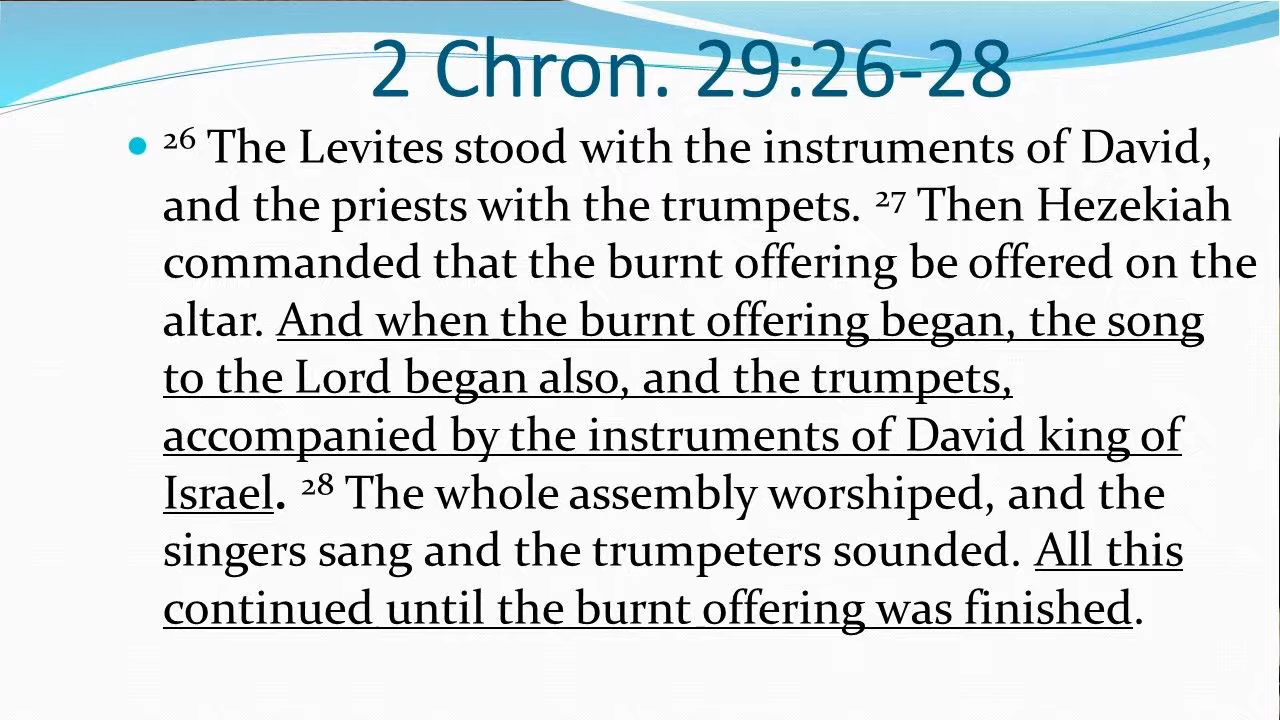 2 Chron. 29:26-28
• 26 The Levites stood with the instruments of David,
and the priests with the trumpets. 27 Then Hezekiah
commanded that the burnt offering be offered on the
altar. And when the burnt offering began, the song
to the Lord began also, and the trumpets,
accompanied by the instruments of David king of
Israel. 28 The whole assembly worshiped, and the
singers sang and the trumpeters sounded. All this
continued until the burnt offering was finished.